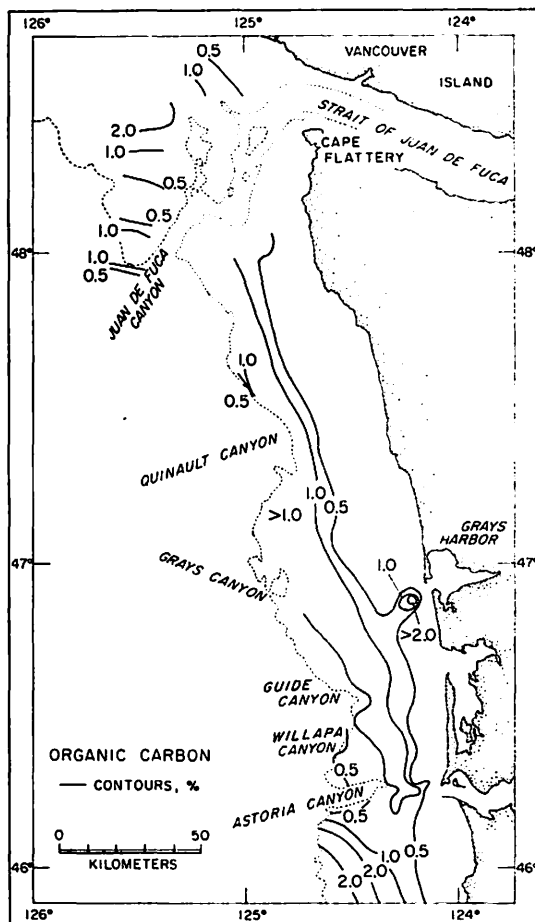 126°
125°
124°
0.5
1.0
VANCOUVER
ISLAND
2.0
1.0
STRAIT OF JUAN DE FUCA
CAPE
FLATTERY
0.5
0.5
1.0
48°
48°
1.0
0.5
JUAN DE FUCA
CANYON
1.0
0.5
QUINAULT CANYON
1.0
0.5
>1.0
GRAYS
HARBOR
47°
47°
GRAYS CANYON
1.0
>2.0
GUIDE
CANYON
WILLAPA
CANYON
ORGANIC CARBON
CONTOURS, %
0.5
ASTORIA CANYON
0.5
0 50
KILOMETERS
46°
46°
1.0
0.5
2.0
2.0
126°
125°
124°